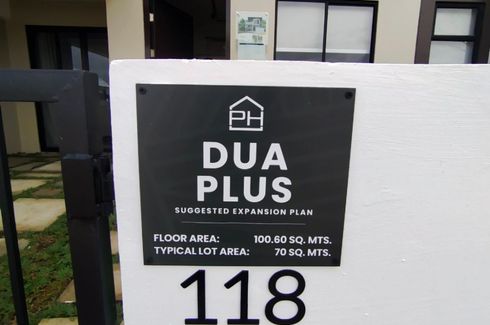 PH
DUA
PLUS
SUGGESTED EXPANSION PLAN
FLOOR AREA: 100.60 SQ. MTS.
TYPICAL LOT AREA: 70 SQ. MTS.
118